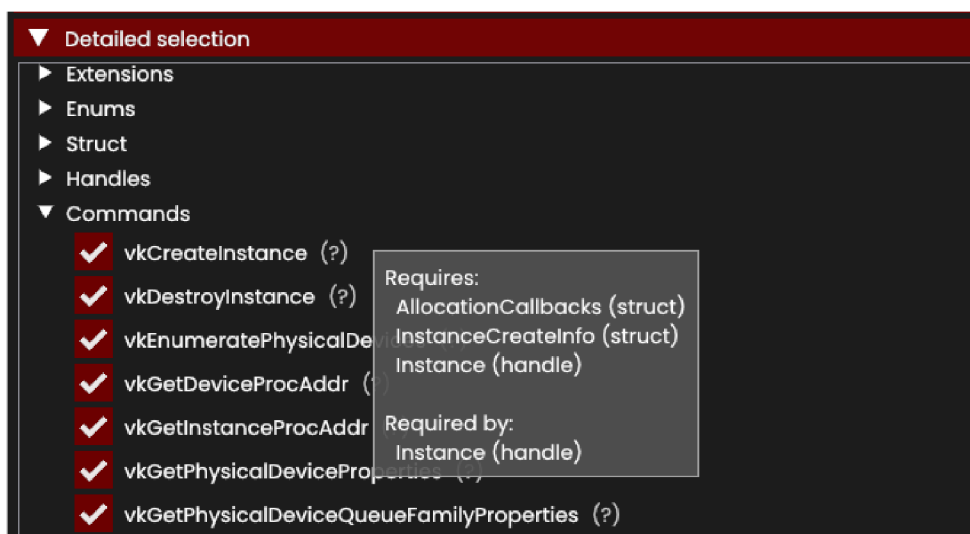 Detailed selection
Extensions
Enums
Struct
Handles
Commands
vkCreateInstance (?)
vkDestroyInstance (?)
vkEnumeratePhysicalDevices
vkGetDeviceProcAddr (?)
vkGetInstanceProcAddr
vkGetPhysicalDeviceProperties (?)
vkGetPhysicalDeviceQueueFamilyProperties (?)
Requires:
AllocationCallbacks (struct)
InstanceCreateInfo (struct)
Instance (handle)
Required by:
Instance (handle)